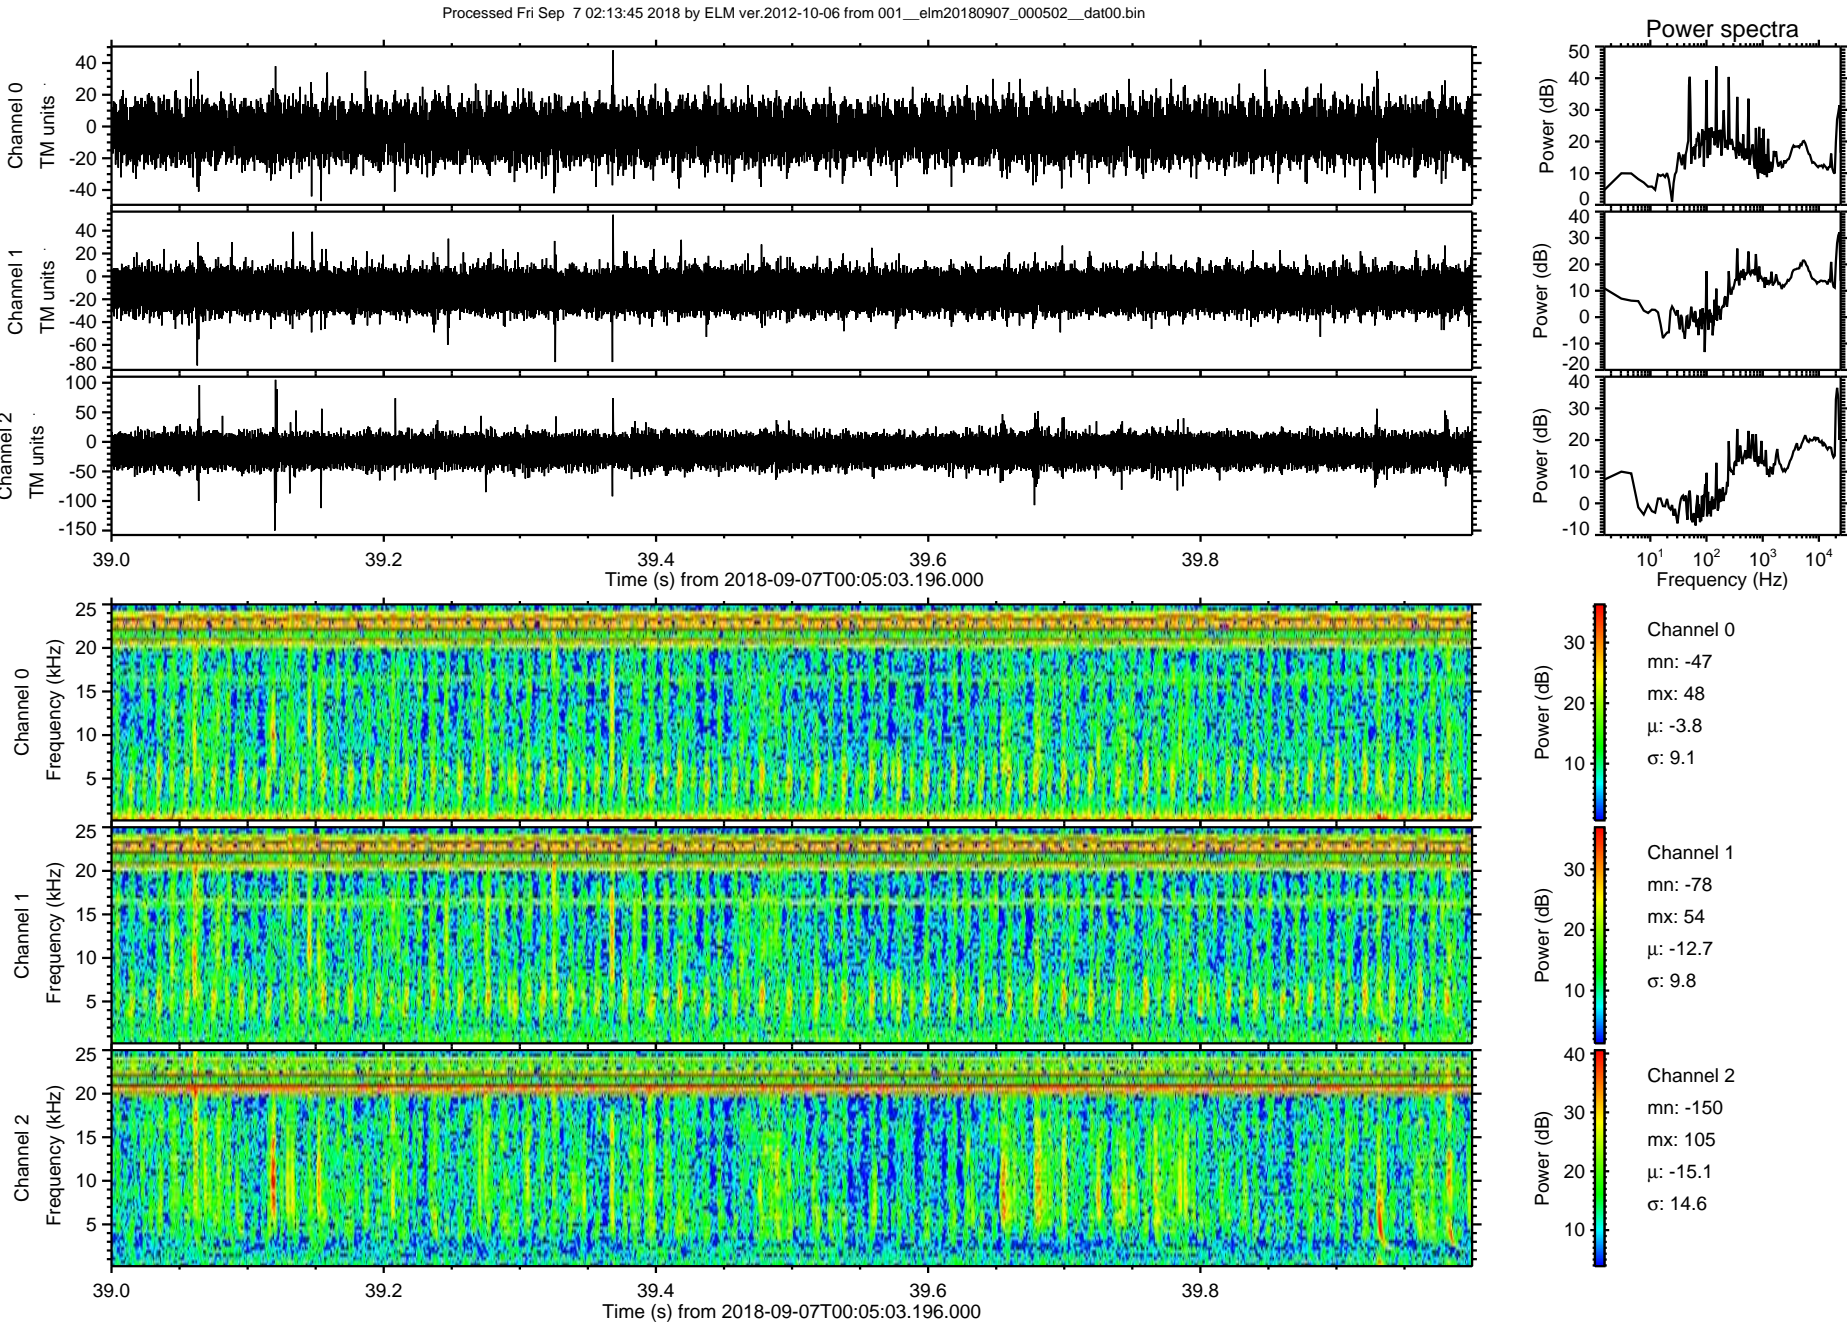 Processed Fri Sep  7 02:13:45 2018 by ELM ver.2012-10-06 from 001__elm20180907_000502__dat00.bin
Power spectra
Channel 0
TM units
40
20
0
-20
-40
Power (dB)
50
40
30
20
10
0
Channel 1
TM units
40
20
0
-20
-40
-60
-80
Power (dB)
40
30
20
10
0
-10
-20
Channel 2
TM units
100
50
0
-50
-100
-150
Power (dB)
40
30
20
10
0
-10
39.0 39.2 39.4 39.6 39.8
Time (s) from 2018-09-07T00:05:03.196.000
10¹ 10² 10³ 10⁴
Frequency (Hz)
Channel 0
Frequency (kHz)
25
20
15
10
5
Power (dB)
30
20
10
Channel 0
mn: -47
mx: 48
μ: -3.8
σ: 9.1
Channel 1
Frequency (kHz)
25
20
15
10
5
Power (dB)
30
20
10
Channel 1
mn: -78
mx: 54
μ: -12.7
σ: 9.8
Channel 2
Frequency (kHz)
25
20
15
10
5
Power (dB)
40
30
20
10
Channel 2
mn: -150
mx: 105
μ: -15.1
σ: 14.6
39.0 39.2 39.4 39.6 39.8
Time (s) from 2018-09-07T00:05:03.196.000